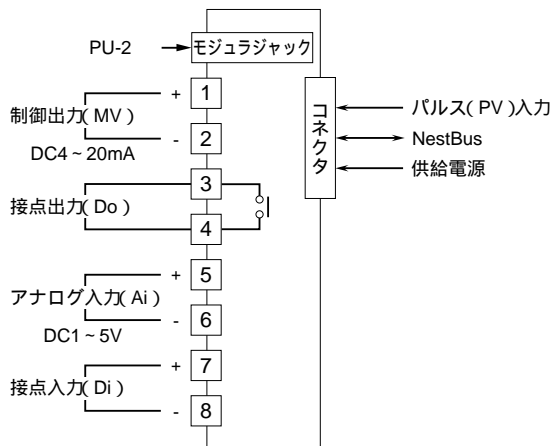 PU-2
モジュラジャック
制御出力( MV )
+ 1
- 2
DC4 ~ 20mA
接点出力( Do )
3
4
アナログ入力( Ai )
+ 5
- 6
DC1 ~ 5V
接点入力( Di )
+ 7
- 8
コネクタ
パルス( PV )入力
NestBus
供給電源